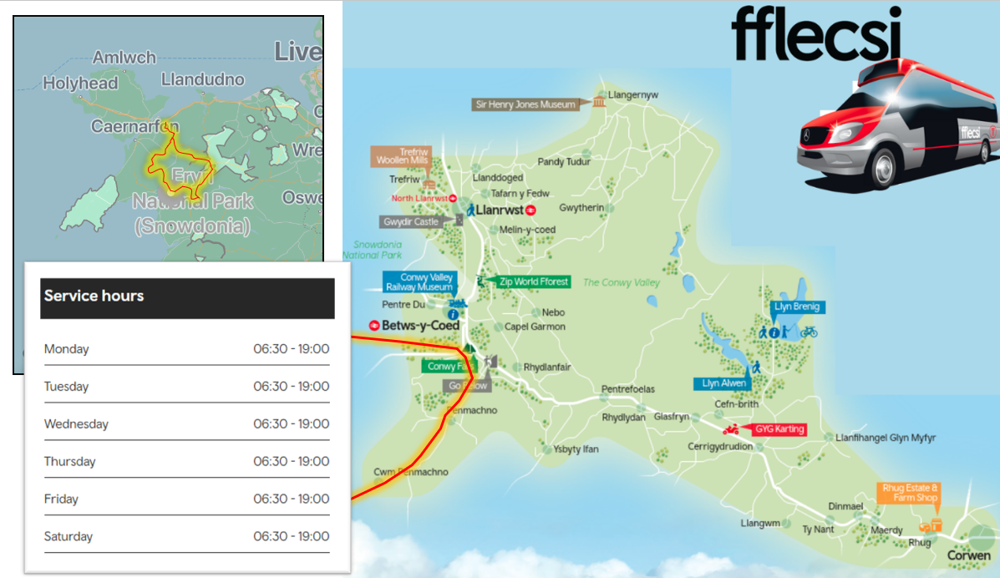 fflecsi
fflecsi
Live
Amlwch
Holyhead
Llandudno
Caernarfon
Wre
Eryri
National Park
(Snowdonia)
Oswe
Service hours
Monday 06:30 - 19:00
Tuesday 06:30 - 19:00
Wednesday 06:30 - 19:00
Thursday 06:30 - 19:00
Friday 06:30 - 19:00
Saturday 06:30 - 19:00
Llangernyw
Sir Henry Jones Museum
Trefriw
Woollen Mills
Pandy Tudur
Trefriw
Llanddoged
North Llanrwst
Tafarn y Fedw
Llanrwst
Gwytherin
Gwydir Castle
Melin-y-coed
Snowdonia
National Park
Conwy Valley
Railway Museum
Zip World Fforest
The Conwy Valley
Pentre Du
Nebo
Llyn Brenig
Betws-y-Coed
Capel Garmon
Conwy Fa
Rhydlanfair
Go Below
Llyn Alwen
Pentrefoelas
Cefn-brith
Penmachno
Rhydlydan
Glasfryn
GYG Karting
Llanfihangel Glyn Myfyr
Ysbyty Ifan
Cerrigydrudion
Cwm Penmachno
Rhug Estate &
Farm Shop
Dinmael
Llangwm
Ty Nant
Maerdy
Rhug
Corwen